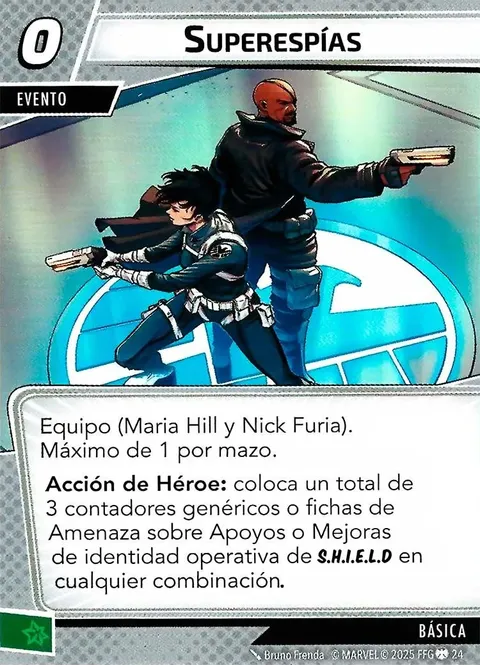 0
SUPERESPÍAS
EVENTO
Equipo (Maria Hill y Nick Furia).
Máximo de 1 por mazo.
Acción de Héroe: coloca un total de
3 contadores genéricos o fichas de
Amenaza sobre Apoyos o Mejoras
de identidad operativa de S.H.I.E.L.D en
cualquier combinación.
BÁSICA
Bruno Frenda © MARVEL © 2025 FFG 24